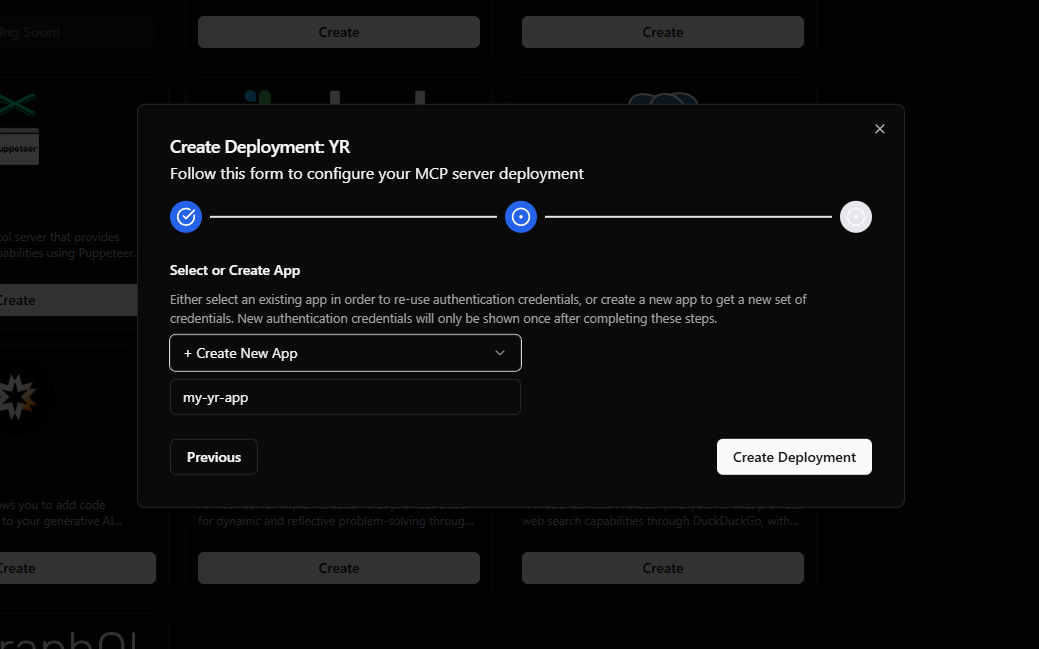 ing Soon!
Create
Create
uppeteer
Create Deployment: YR
Follow this form to configure your MCP server deployment
col server that provides
pabilities using Puppeteer.
Select or Create App
Either select an existing app in order to re-use authentication credentials, or create a new app to get a new set of
credentials. New authentication credentials will only be shown once after completing these steps.
Create
+ Create New App
my-yr-app
Previous
Create Deployment
ows you to add code
to your generative AI...
for dynamic and reflective problem-solving throug...
web search capabilities through DuckDuckGo, with...
Create
Create
Create
raphQL